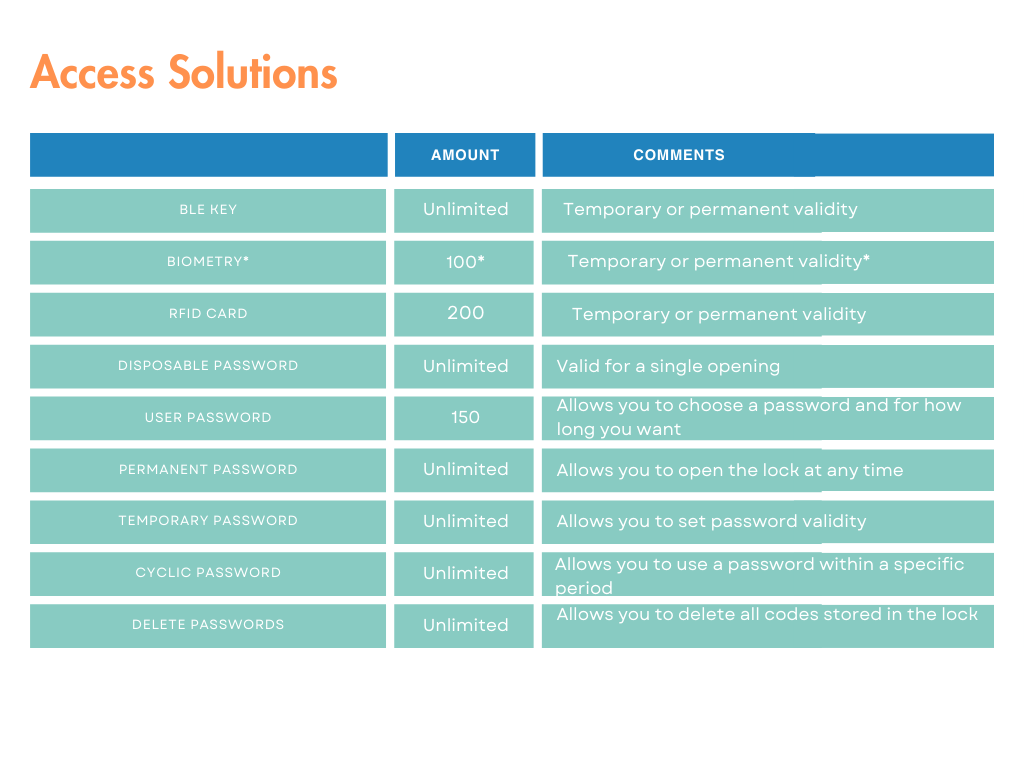 Access Solutions
AMOUNT COMMENTS
BLE KEY Unlimited Temporary or permanent validity
BIOMETRY* 100* Temporary or permanent validity*
RFID CARD 200 Temporary or permanent validity
DISPOSABLE PASSWORD Unlimited Valid for a single opening
USER PASSWORD 150 Allows you to choose a password and for how
long you want
PERMANENT PASSWORD Unlimited Allows you to open the lock at any time
TEMPORARY PASSWORD Unlimited Allows you to set password validity
CYCLIC PASSWORD Unlimited Allows you to use a password within a specific
period
DELETE PASSWORDS Unlimited Allows you to delete all codes stored in the lock